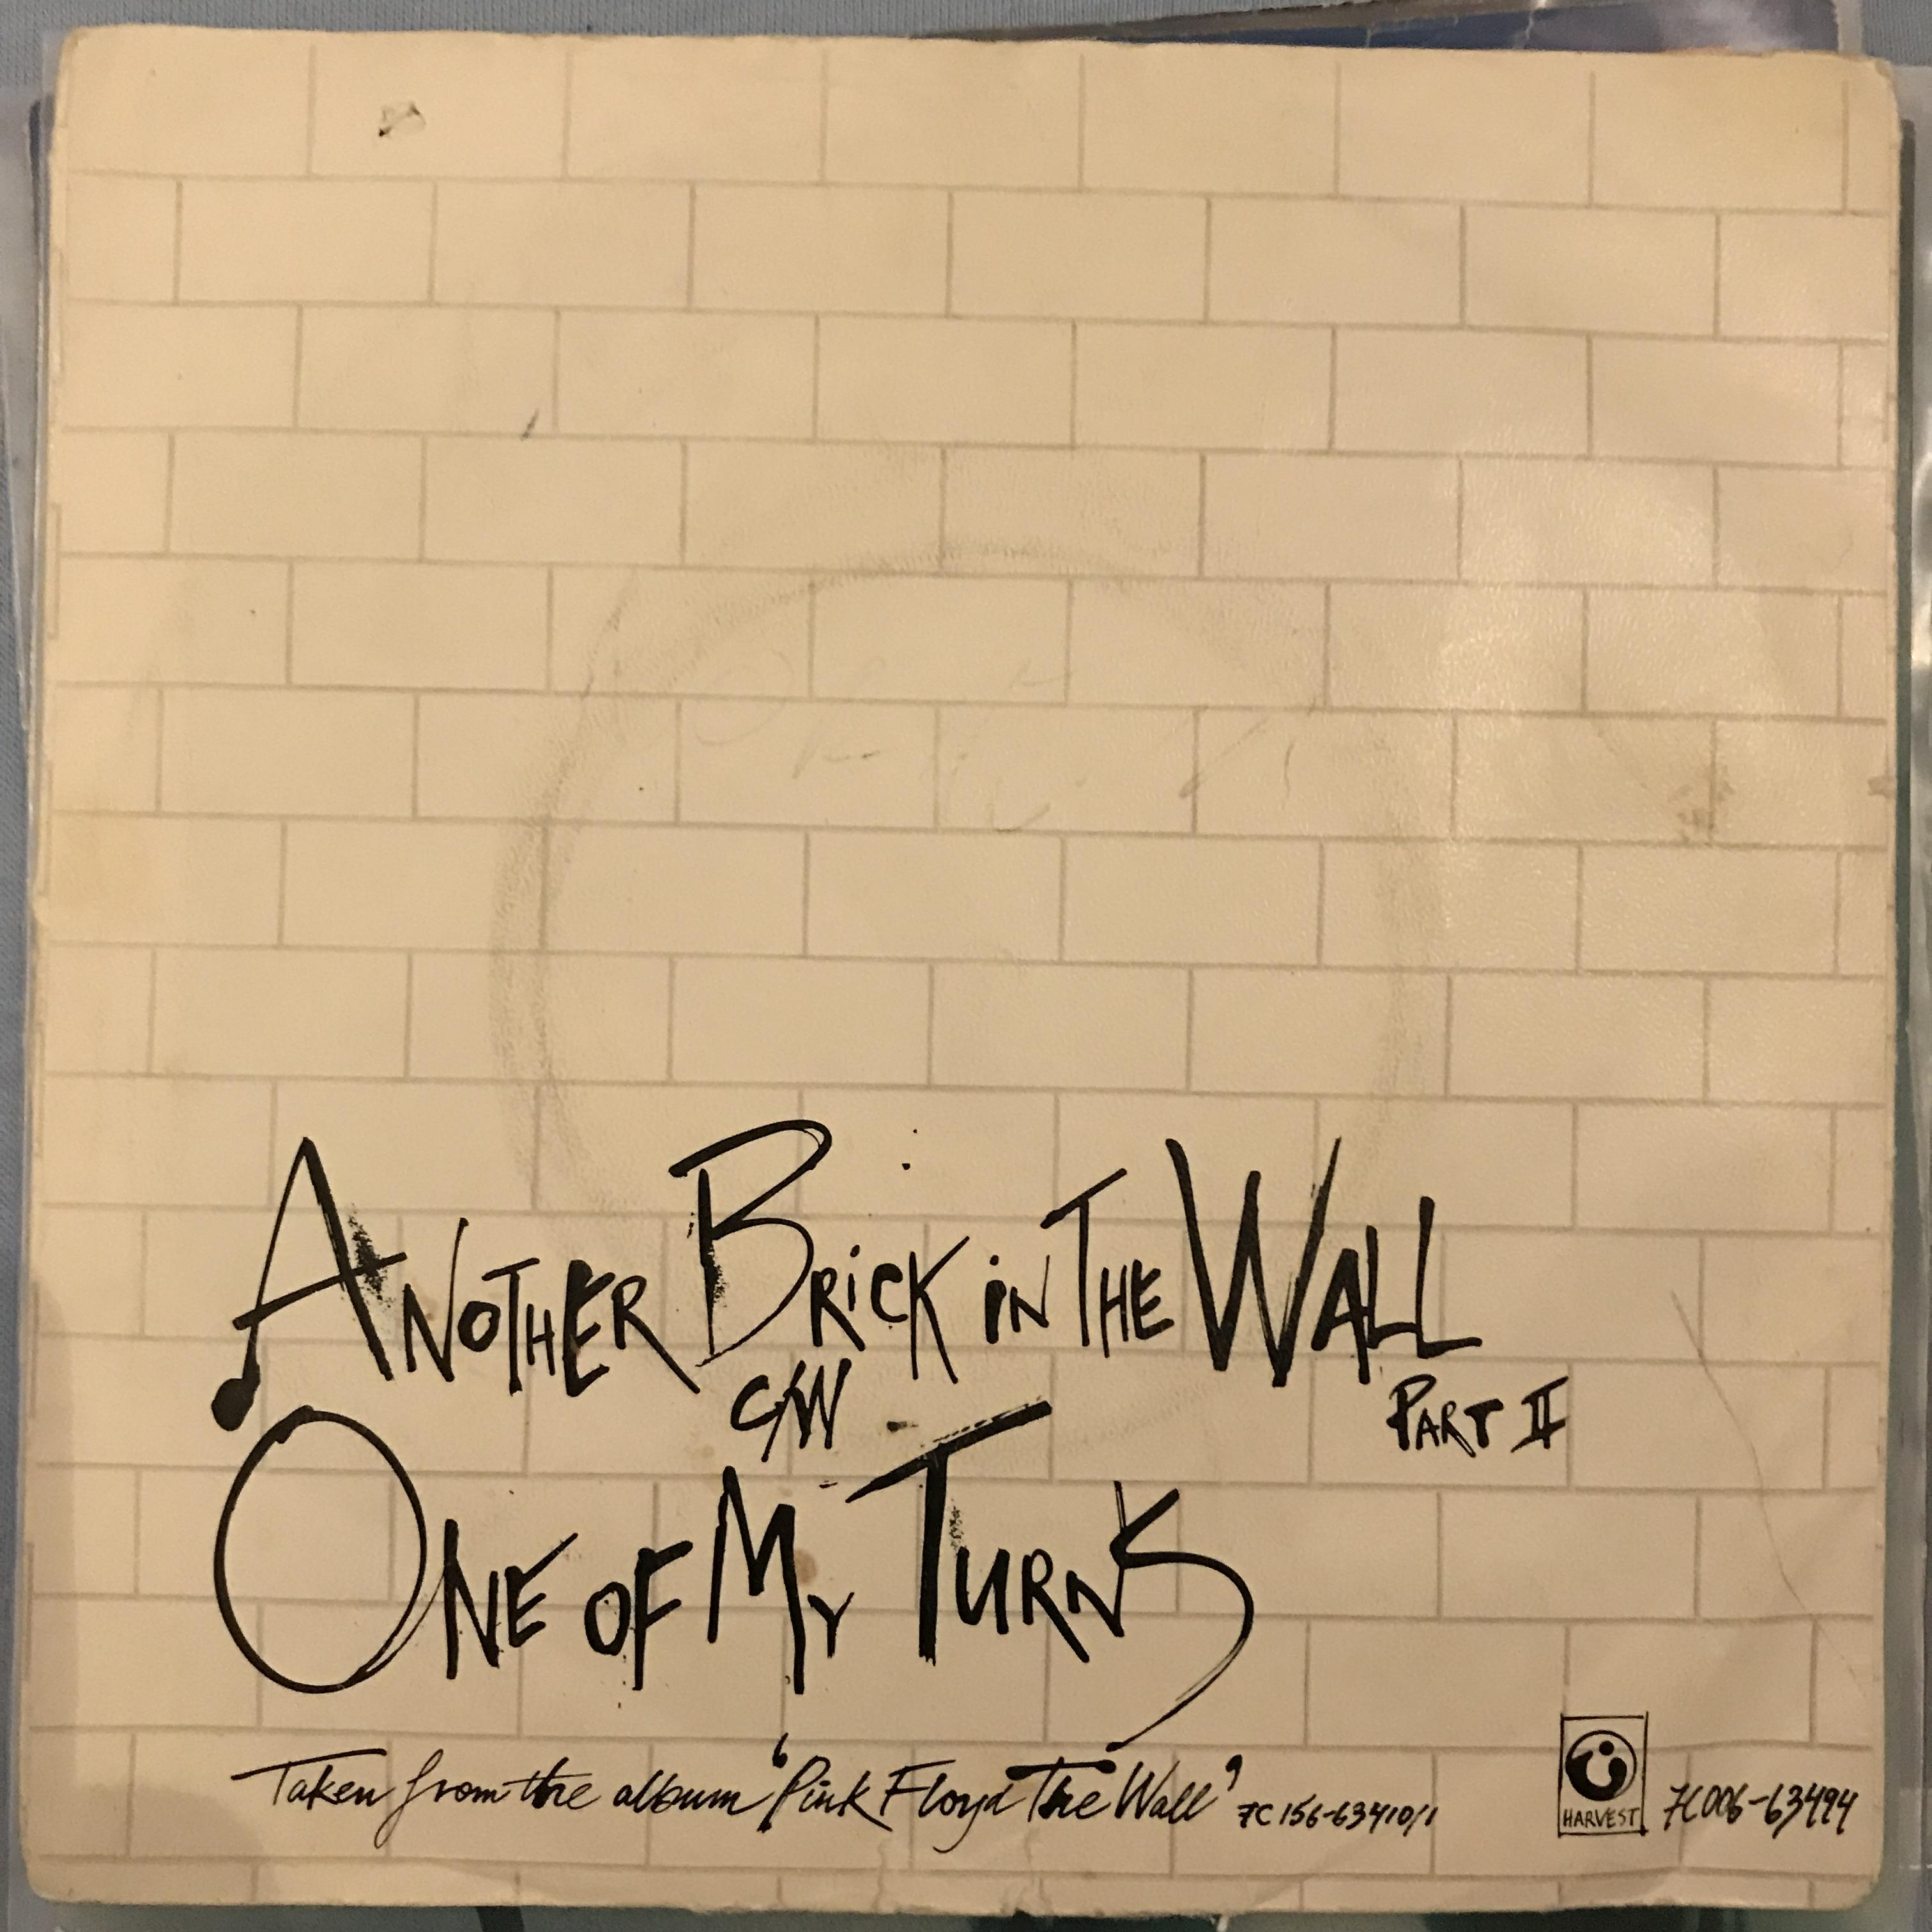 ANOTHER BRICK IN THE WALL
PART II
C/W
ONE OF MY TURNS
Taken from the album 'Pink Floyd The Wall' 7C 156-63410/1
HARVEST
7C006-63494